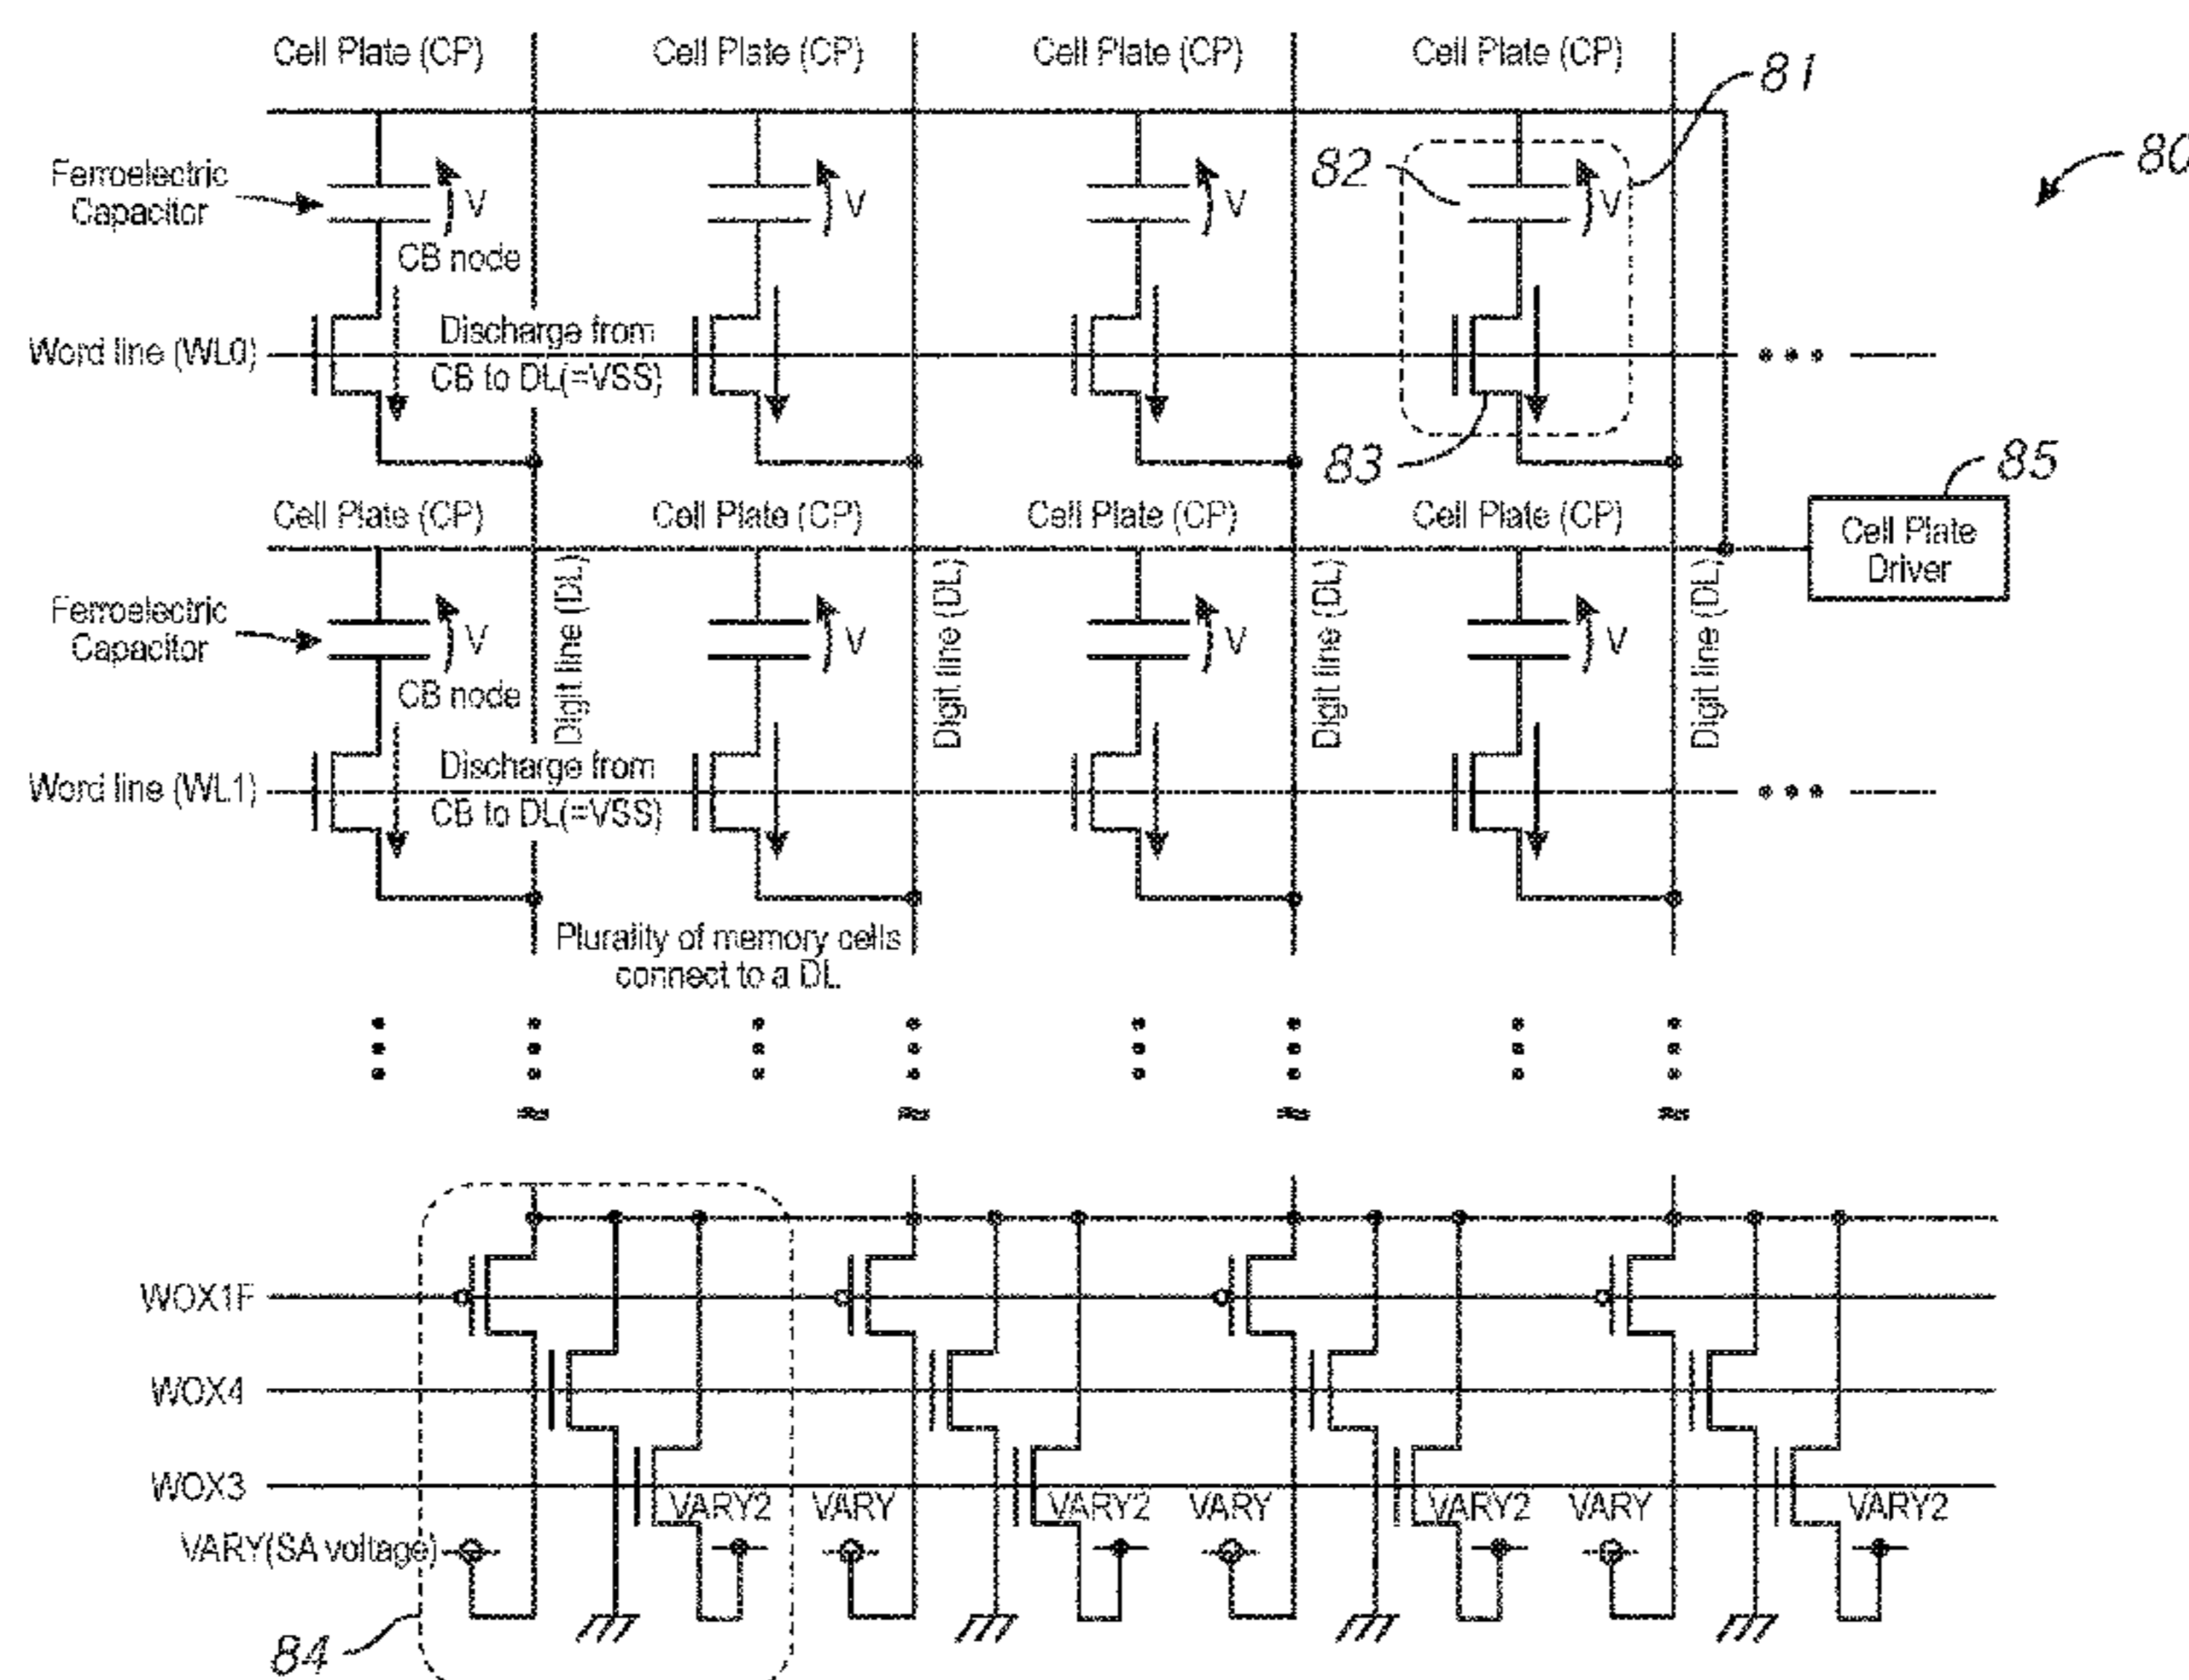 Cell Plate (CP) Cell Plate (CP) Cell Plate (CP) Cell Plate (CP)
81
80
Ferroelectric
Capacitor
V V V 82 V
CB node
Word line (WL0)
Discharge from
CB to DL(=VSS)
83
85
Cell Plate (CP) Cell Plate (CP) Cell Plate (CP) Cell Plate (CP)
Cell Plate
Driver
Ferroelectric
Capacitor
V V V V
CB node
Digit line (DL) Digit line (DL) Digit line (DL) Digit line (DL)
Word line (WL1)
Discharge from
CB to DL(=VSS)
Plurality of memory cells
connect to a DL
WOX1F
WOX4
WOX3
VARY2 VARY VARY2 VARY VARY2 VARY VARY2
VARY(SA voltage)
84